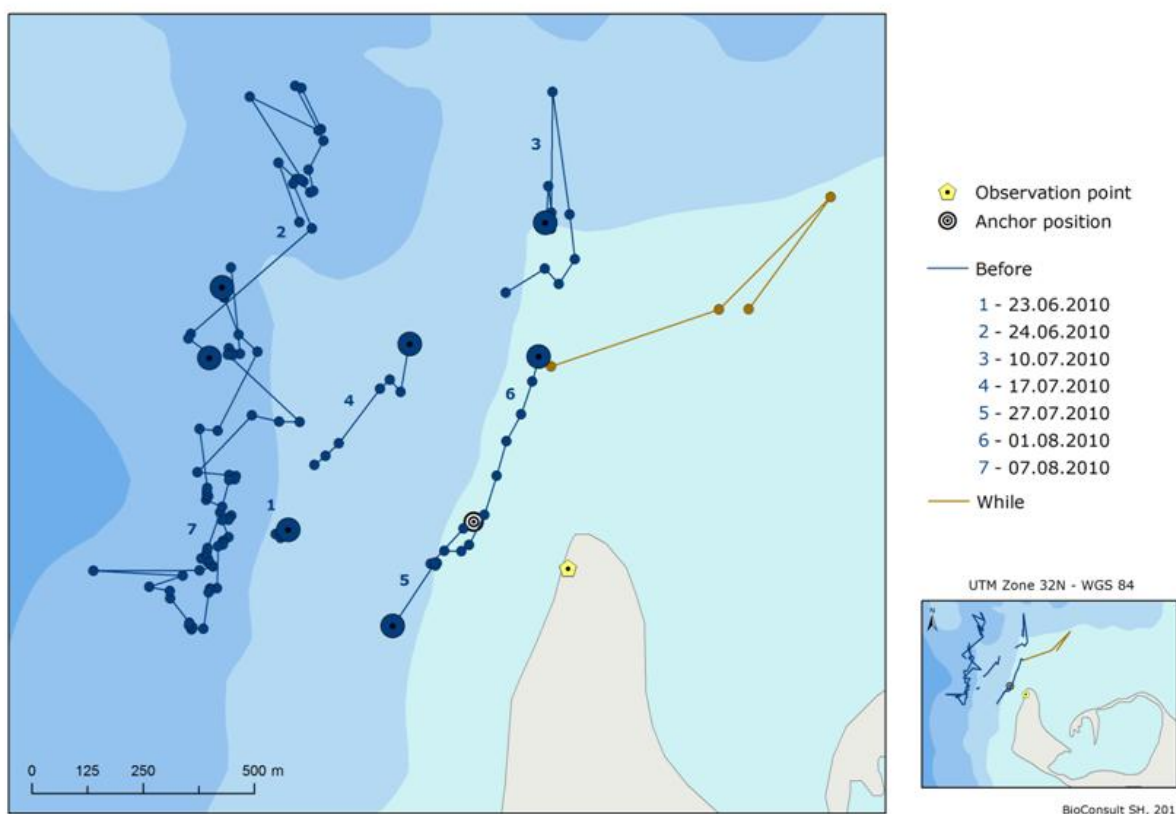 2
3
4
6
1
7
5
0 125 250 500 m
Observation point
Anchor position
Before
1 - 23.06.2010
2 - 24.06.2010
3 - 10.07.2010
4 - 17.07.2010
5 - 27.07.2010
6 - 01.08.2010
7 - 07.08.2010
While
UTM Zone 32N - WGS 84
N
BioConsult SH, 201